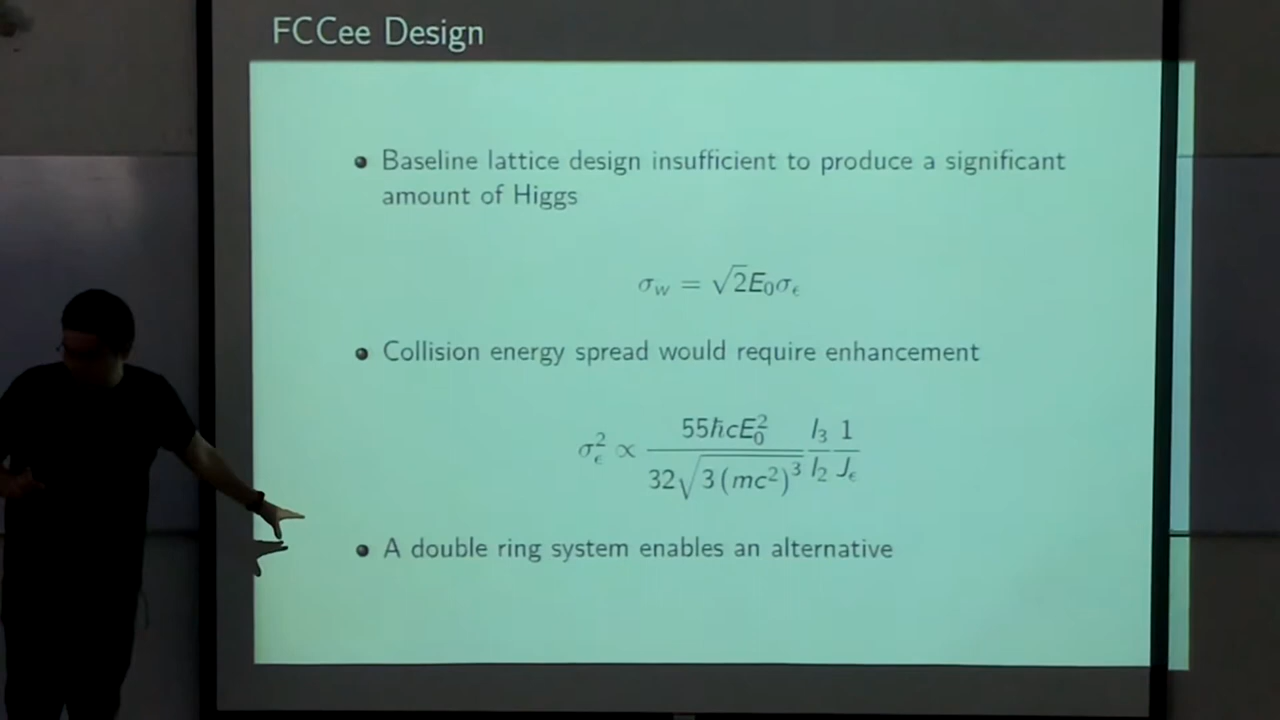 FCCee Design
Baseline lattice design insufficient to produce a significant
amount of Higgs
σ_w = √2E₀σ_ϵ
Collision energy spread would require enhancement
σ_ϵ² ∝ 55ℏcE₀² / 32√3(mc²)³ I₃/I₂ 1/J_ϵ
A double ring system enables an alternative